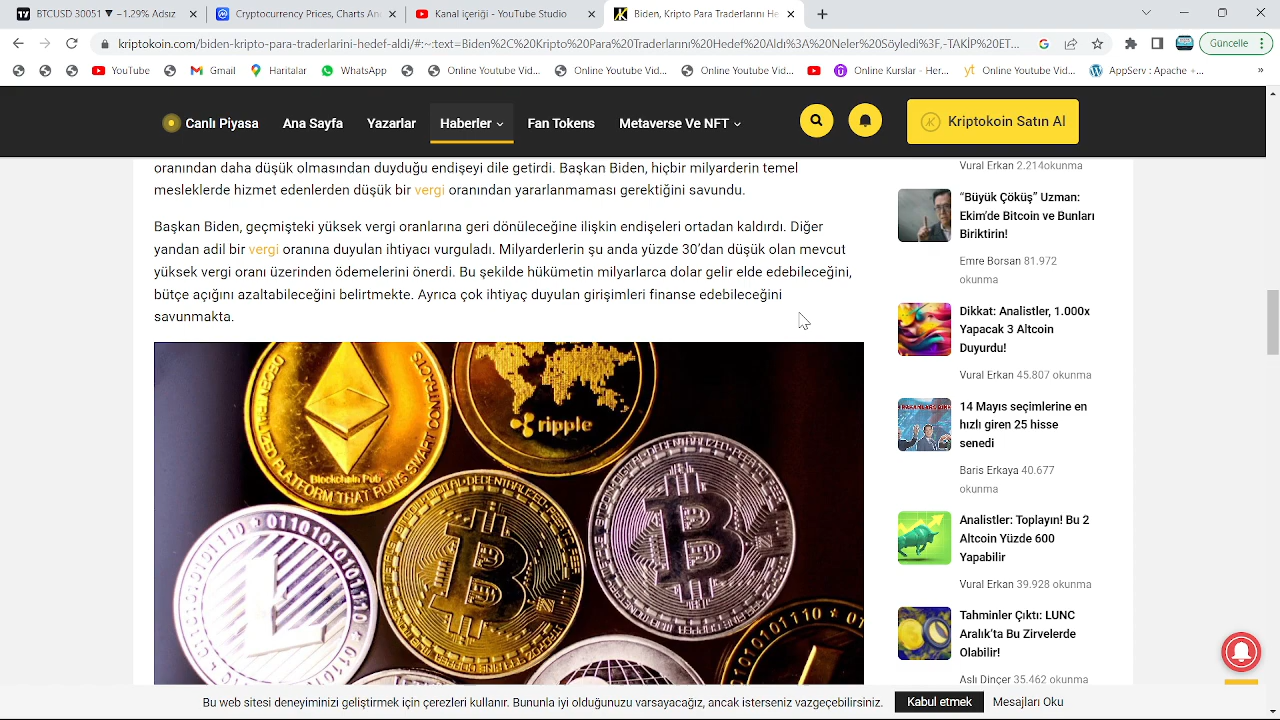 BTCUSD 30051 ▼ −1.29% Adsız
Cryptocurrency Prices, Charts An
Kanal içeriği - YouTube Studio
Biden, Kripto Para Traderlarını He
kriptokoin.com/biden-kripto-para-traderlarini-hedef-aldi/#:~:text=Biden%2C%20Kripto%20Para%20Traderlarını%20Hedef%20Aldı%3A%20Neler%20Söyledi%3F,-TAKİP%20ET...
Güncelle
YouTube
Gmail
Haritalar
WhatsApp
Online Youtube Vid...
Online Youtube Vid...
Online Youtube Vid...
Online Kurslar - Her...
yt Online Youtube Vid...
AppServ : Apache +...
»
Canlı Piyasa
Ana Sayfa
Yazarlar
Haberler
Fan Tokens
Metaverse Ve NFT
Kriptokoin Satın Al
oranından daha düşük olmasından duyduğu endişeyi dile getirdi. Başkan Biden, hiçbir milyarderin temel
mesleklerde hizmet edenlerden düşük bir vergi oranından yararlanmaması gerektiğini savundu.
Başkan Biden, geçmişteki yüksek vergi oranlarına geri dönüleceğine ilişkin endişeleri ortadan kaldırdı. Diğer
yandan adil bir vergi oranına duyulan ihtiyacı vurguladı. Milyarderlerin şu anda yüzde 30’dan düşük olan mevcut
yüksek vergi oranı üzerinden ödemelerini önerdi. Bu şekilde hükümetin milyarlarca dolar gelir elde edebileceğini,
bütçe açığını azaltabileceğini belirtmekte. Ayrıca çok ihtiyaç duyulan girişimleri finanse edebileceğini
savunmakta.
ripple
Blockchain Pub
Vural Erkan 2.214okunma
“Büyük Çöküş” Uzman:
Ekim’de Bitcoin ve Bunları
Biriktirin!
Emre Borsan 81.972
okunma
Dikkat: Analistler, 1.000x
Yapacak 3 Altcoin
Duyurdu!
Vural Erkan 45.807 okunma
14 Mayıs seçimlerine en
hızlı giren 25 hisse
senedi
Baris Erkaya 40.677
okunma
Analistler: Toplayın! Bu 2
Altcoin Yüzde 600
Yapabilir
Vural Erkan 39.928 okunma
Tahminler Çıktı: LUNC
Aralık’ta Bu Zirvelerde
Olabilir!
Aslı Dinçer 35.462 okunma
Bu web sitesi deneyiminizi geliştirmek için çerezleri kullanır. Bununla iyi olduğunuzu varsayacağız, ancak isterseniz vazgeçebilirsiniz.
Kabul etmek
Mesajları Oku